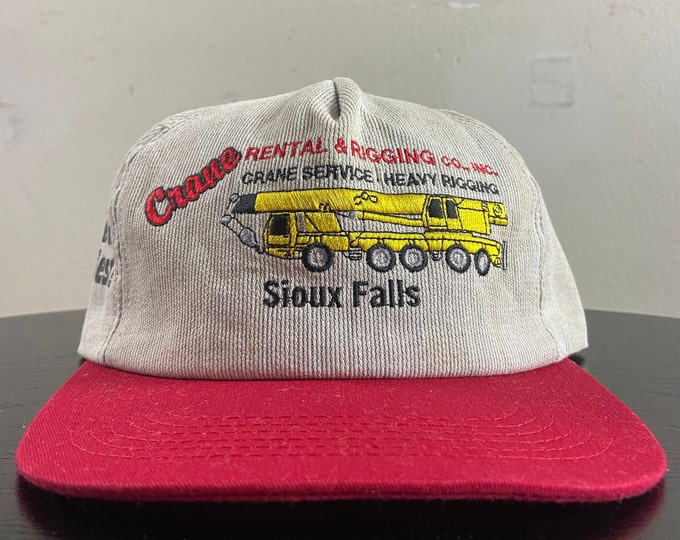 Crane RENTAL & RIGGING CO., INC.
CRANE SERVICE HEAVY RIGGING
Sioux Falls